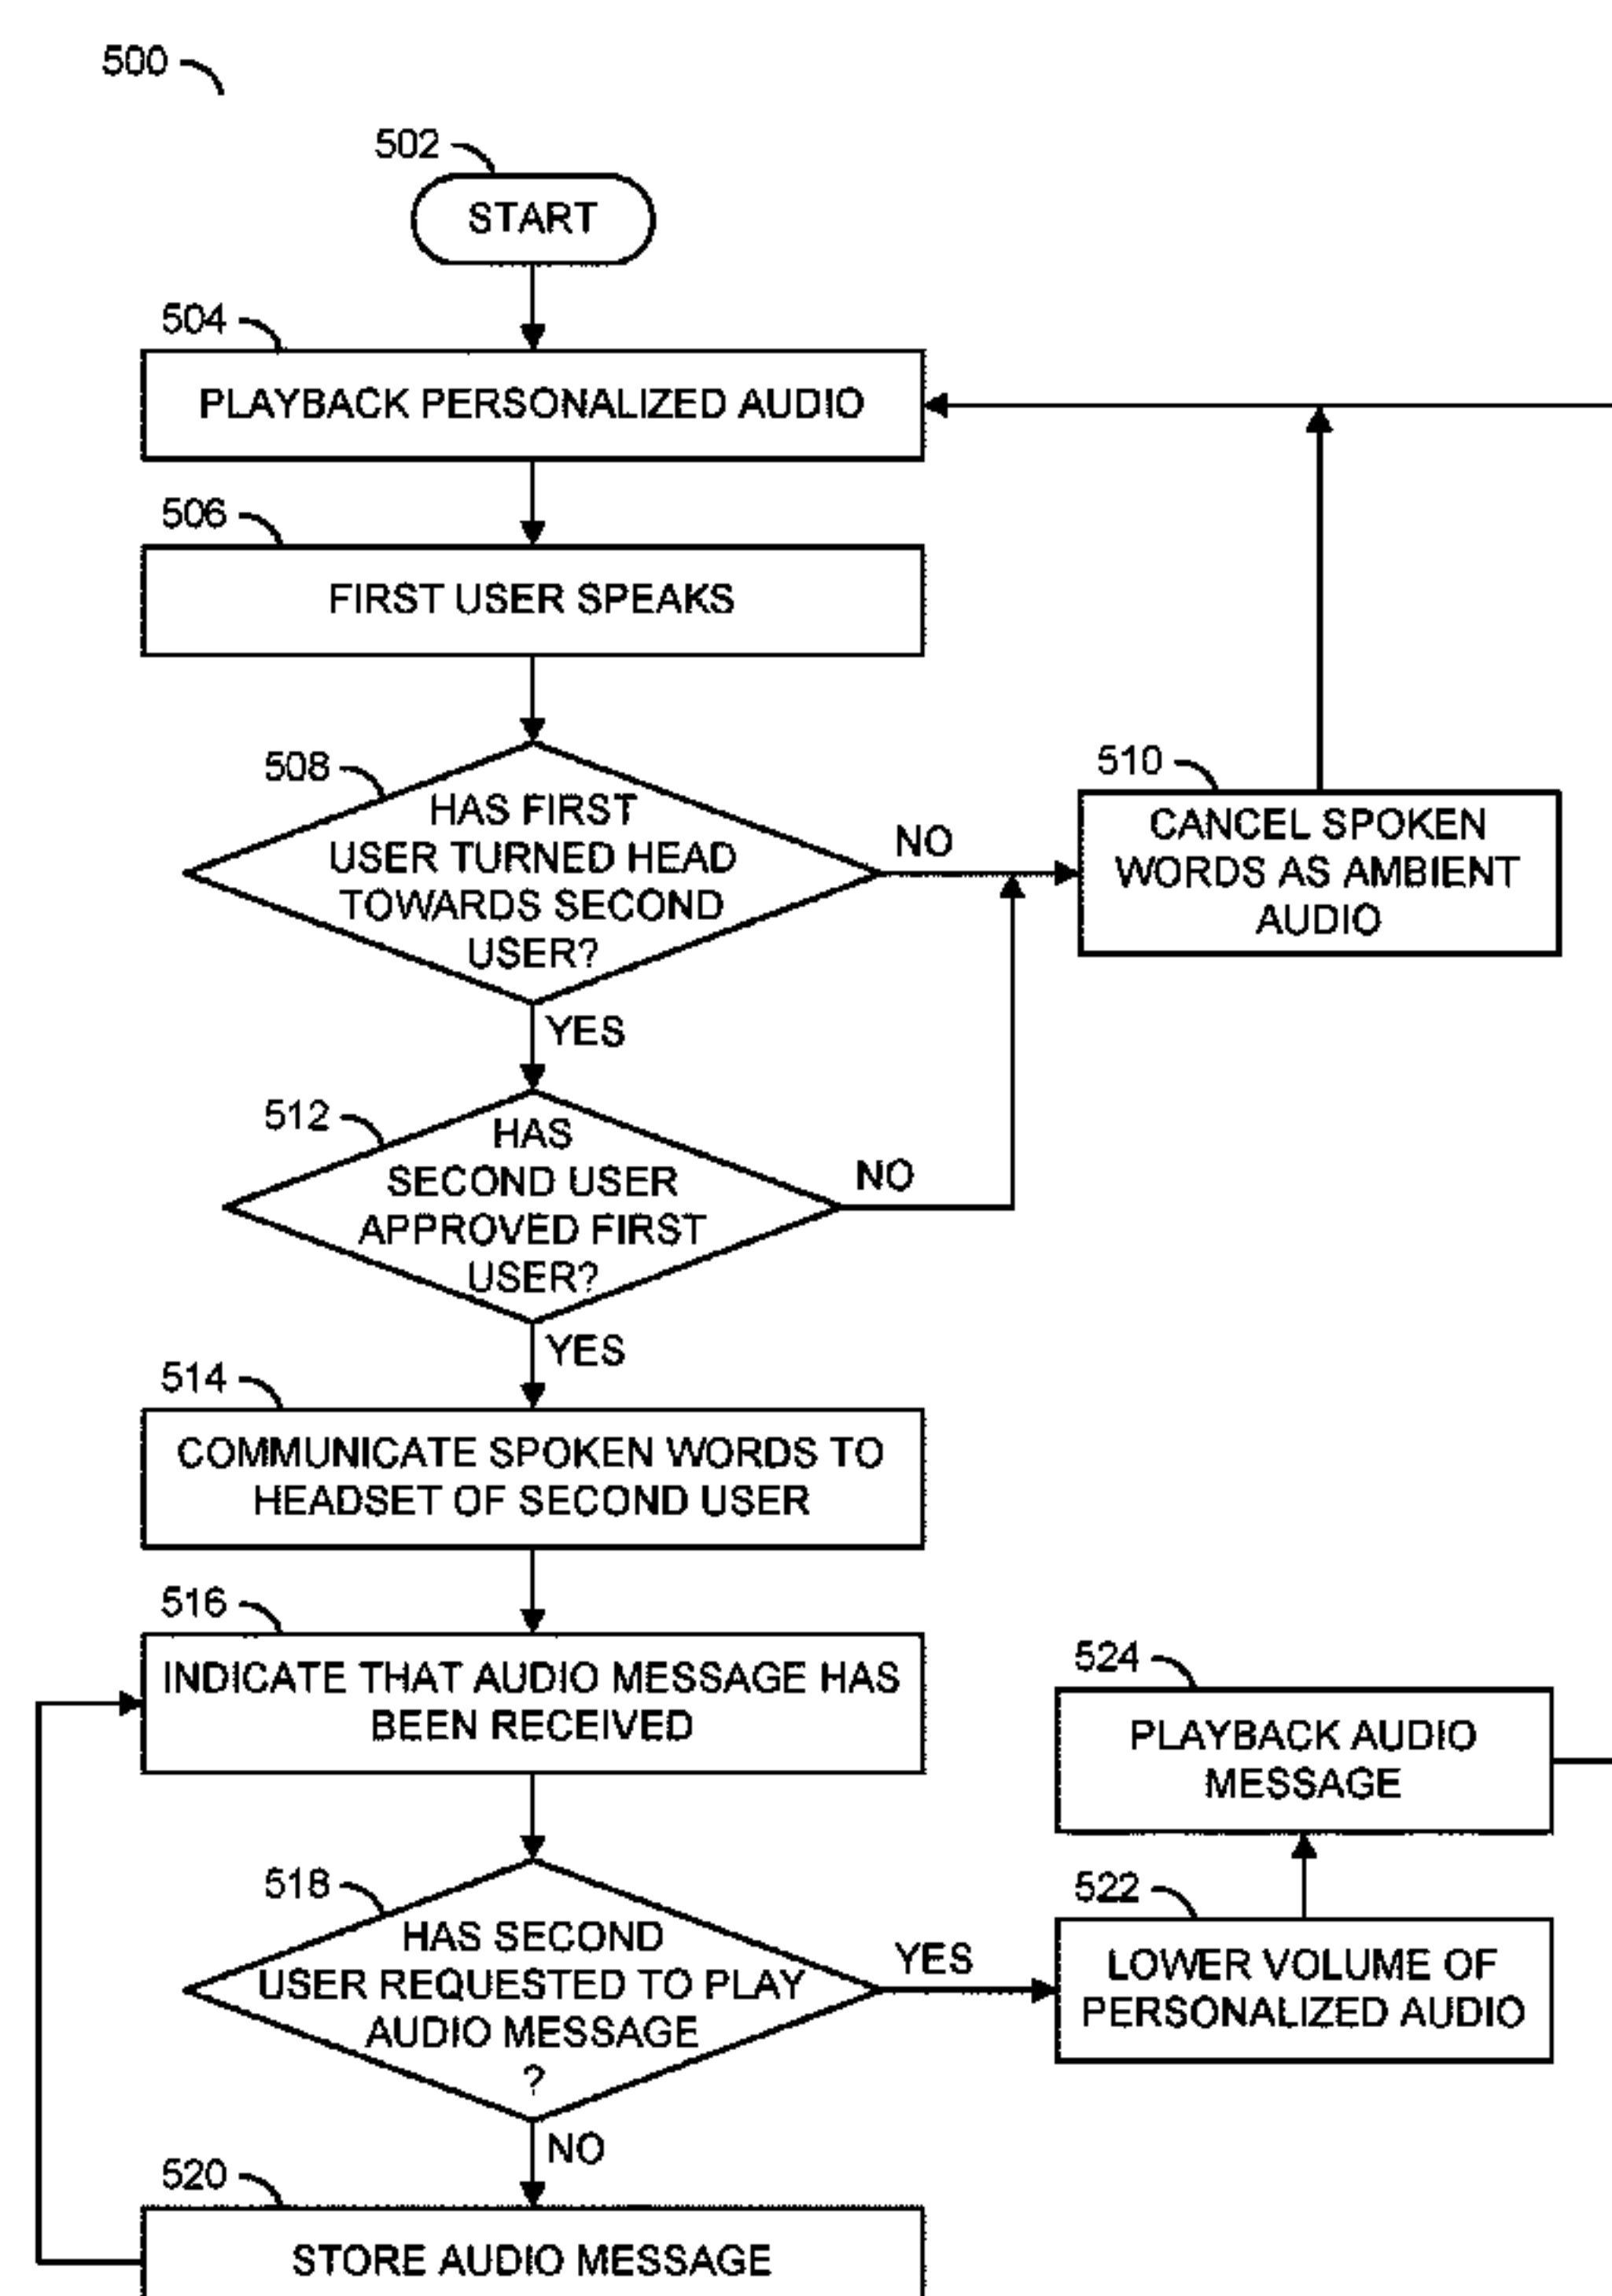 500
502
START
504
PLAYBACK PERSONALIZED AUDIO
506
FIRST USER SPEAKS
508
HAS FIRST
USER TURNED HEAD
TOWARDS SECOND
USER?
NO
510
CANCEL SPOKEN
WORDS AS AMBIENT
AUDIO
YES
512
HAS
SECOND USER
APPROVED FIRST
USER?
NO
YES
514
COMMUNICATE SPOKEN WORDS TO
HEADSET OF SECOND USER
516
INDICATE THAT AUDIO MESSAGE HAS
BEEN RECEIVED
524
PLAYBACK AUDIO
MESSAGE
518
HAS SECOND
USER REQUESTED TO PLAY
AUDIO MESSAGE
?
YES
522
LOWER VOLUME OF
PERSONALIZED AUDIO
NO
520
STORE AUDIO MESSAGE